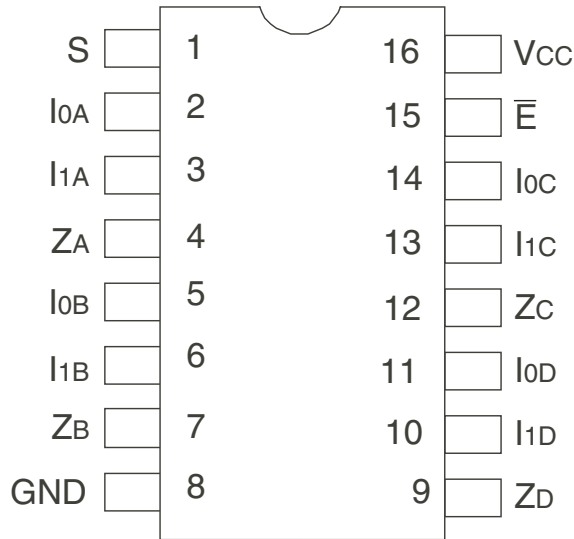 S 1 16 VCC
I0A 2 15 E̅
I1A 3 14 I0C
ZA 4 13 I1C
I0B 5 12 ZC
I1B 6 11 I0D
ZB 7 10 I1D
GND 8 9 ZD